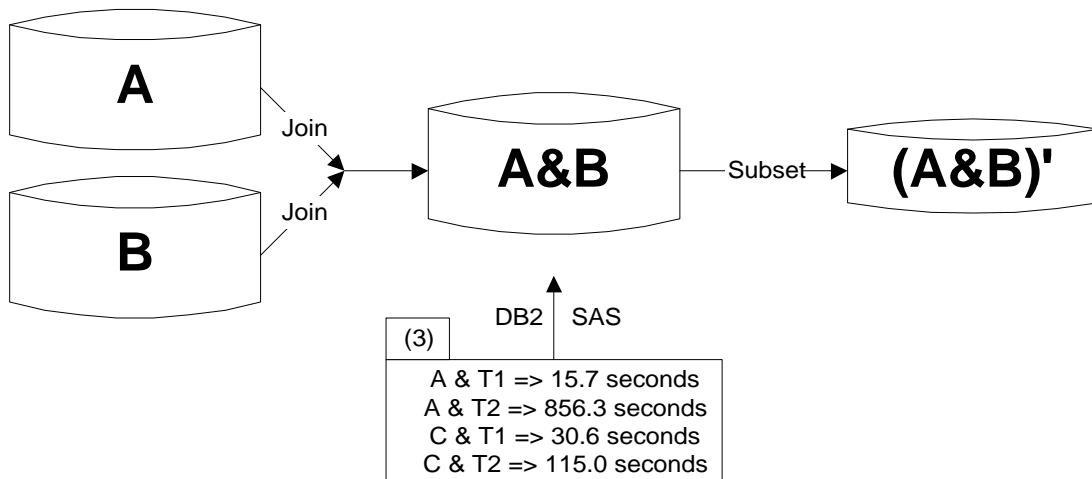 A
Join
A&B
Subset
(A&B)'
Join
B
DB2 SAS
(3)
A & T1 => 15.7 seconds
A & T2 => 856.3 seconds
C & T1 => 30.6 seconds
C & T2 => 115.0 seconds